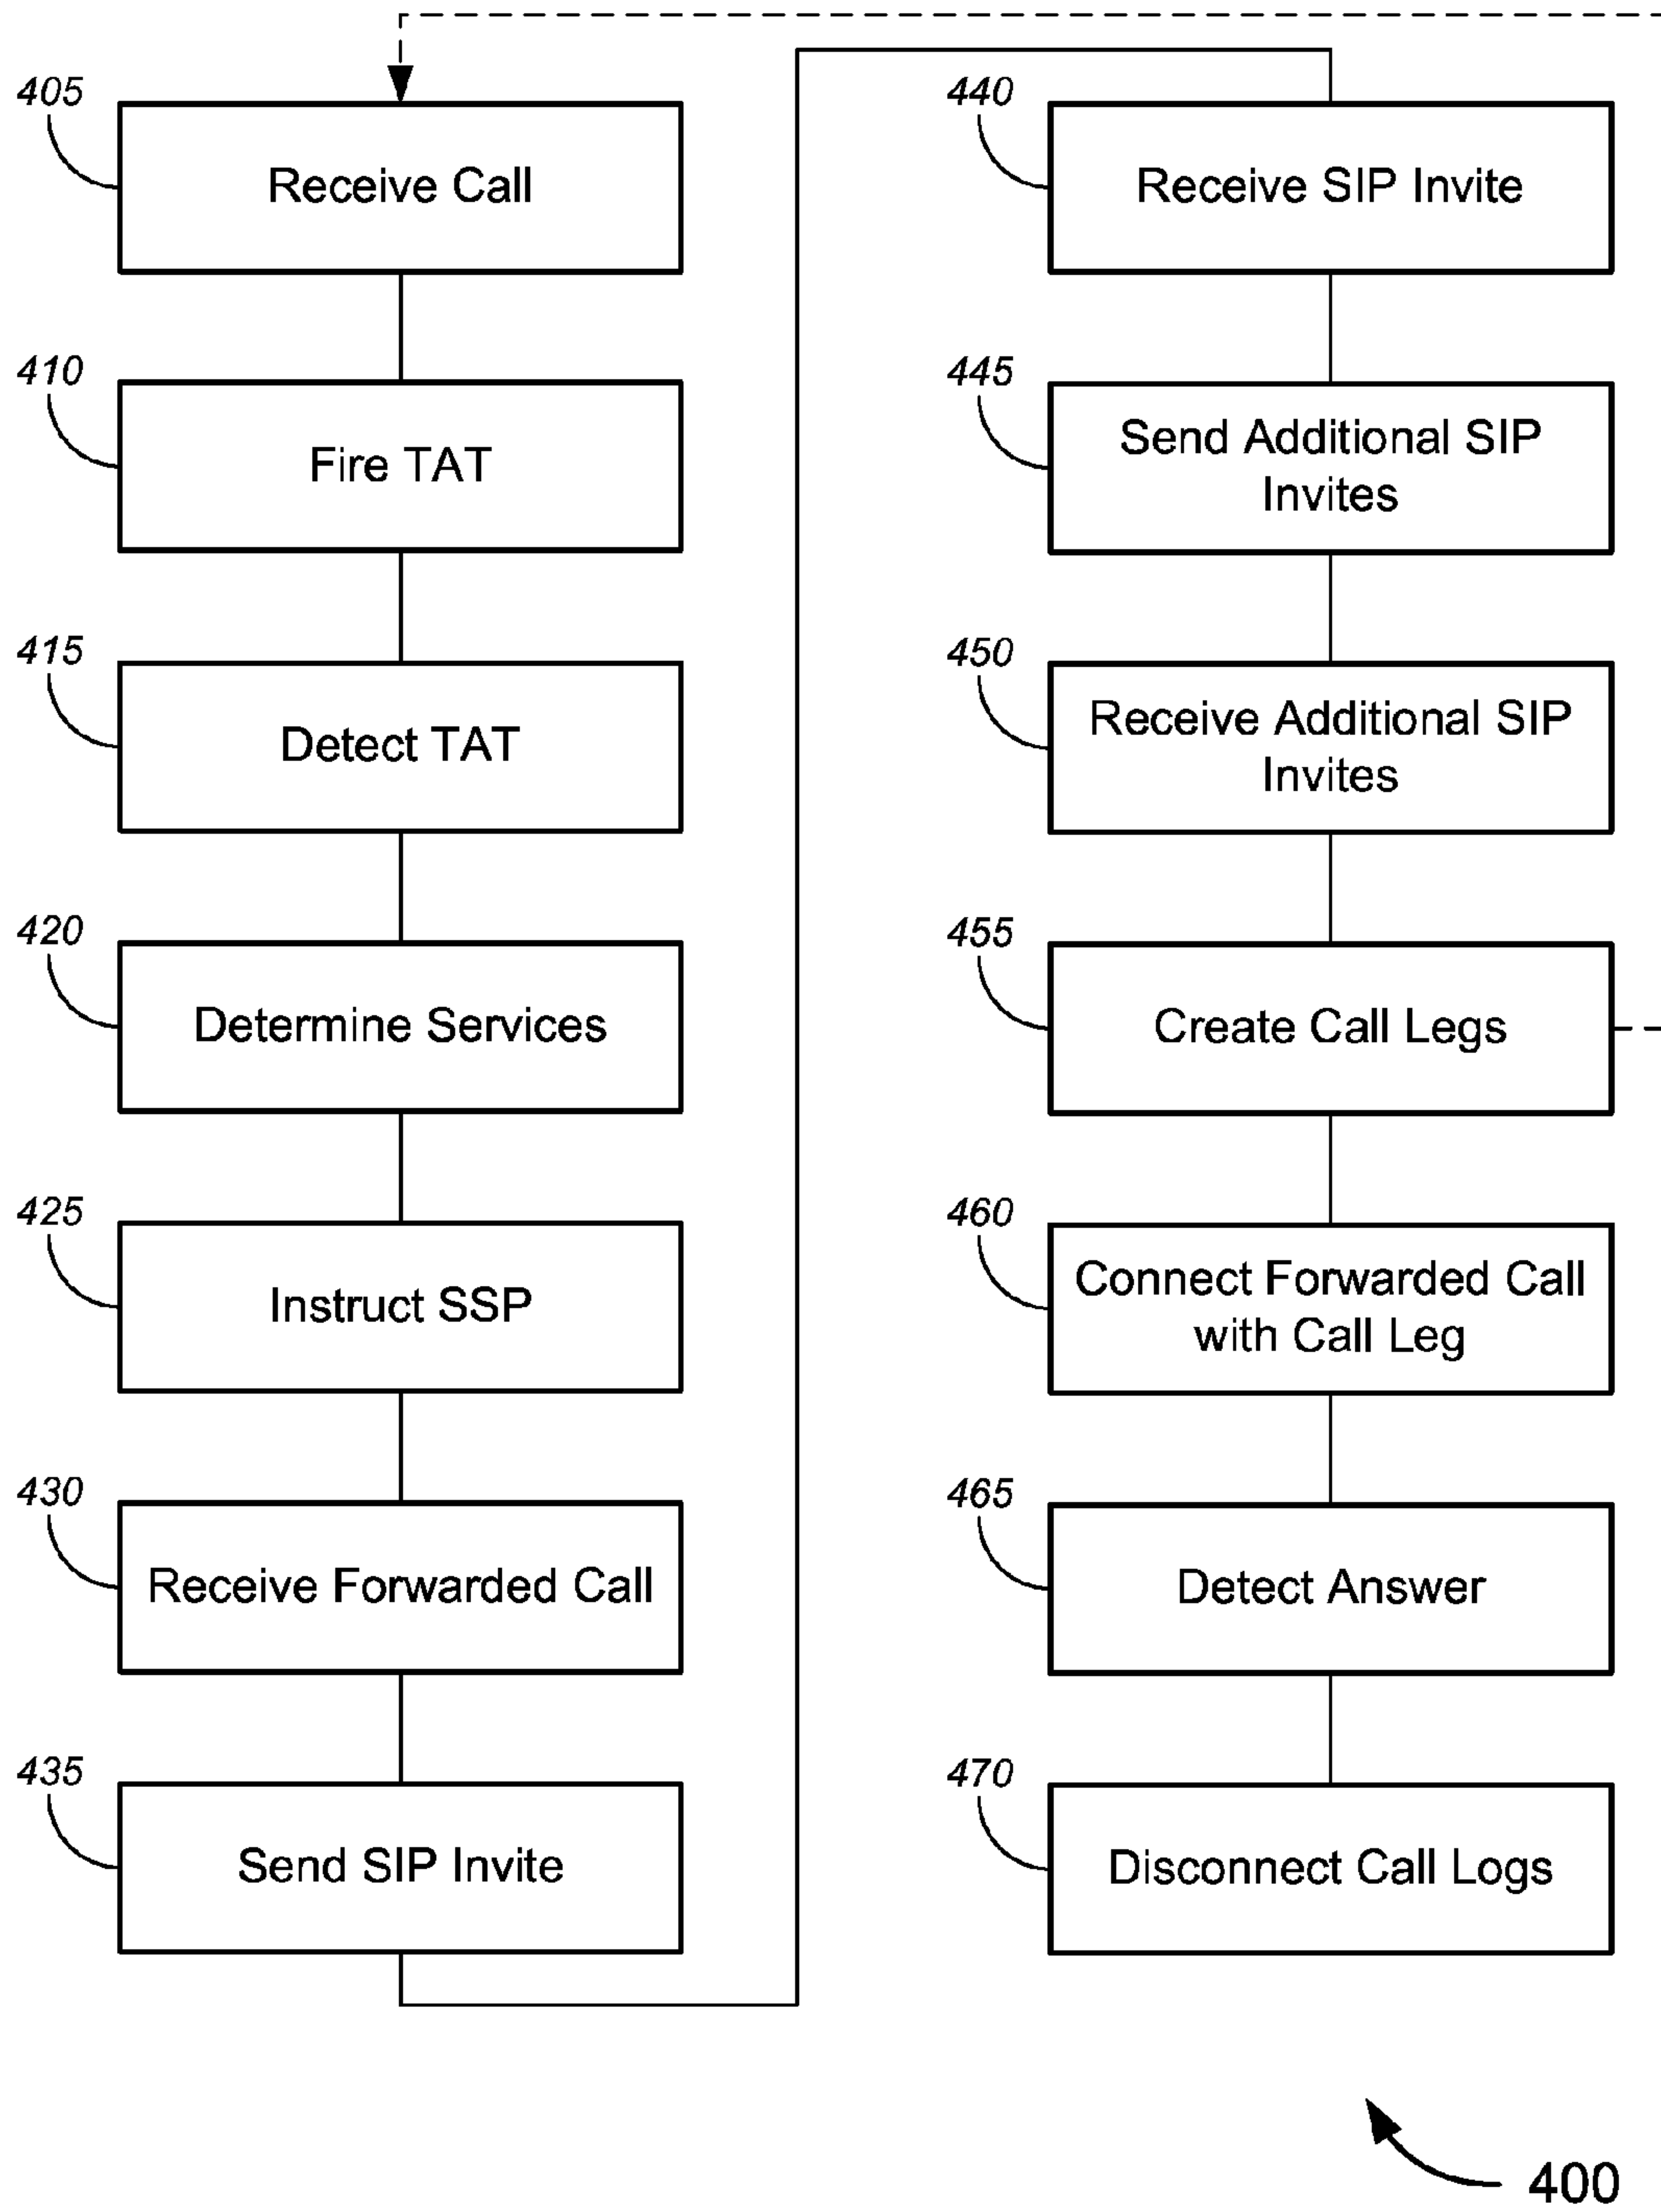 405
Receive Call
410
Fire TAT
415
Detect TAT
420
Determine Services
425
Instruct SSP
430
Receive Forwarded Call
435
Send SIP Invite
440
Receive SIP Invite
445
Send Additional SIP
Invites
450
Receive Additional SIP
Invites
455
Create Call Legs
460
Connect Forwarded Call
with Call Leg
465
Detect Answer
470
Disconnect Call Logs
400